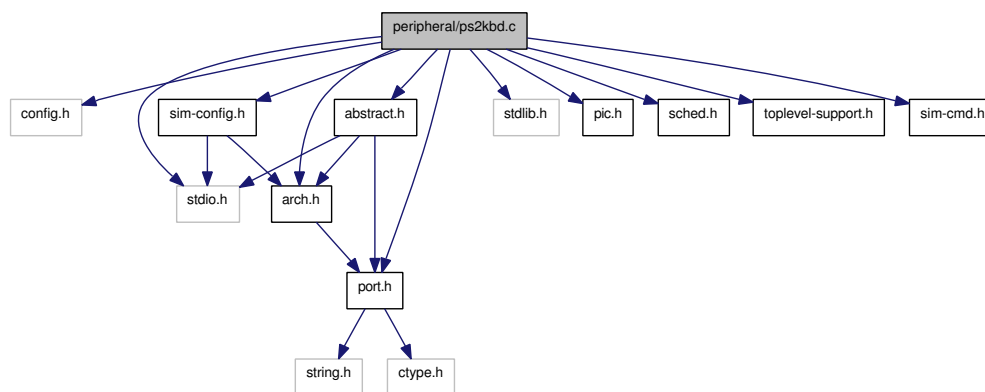 peripheral/ps2kbd.c
config.h
sim-config.h
abstract.h
stdlib.h
pic.h
sched.h
toplevel-support.h
sim-cmd.h
stdio.h
arch.h
port.h
string.h
ctype.h